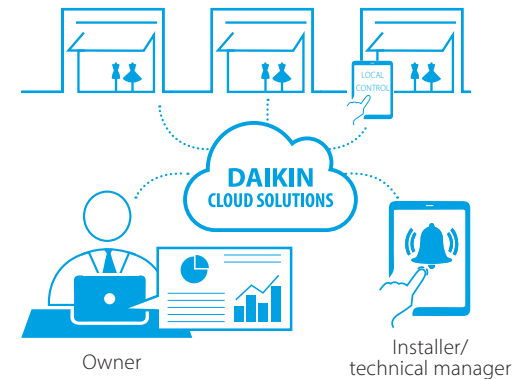 LOCAL
CONTROL
DAIKIN
CLOUD SOLUTIONS
Owner
Installer/
technical manager